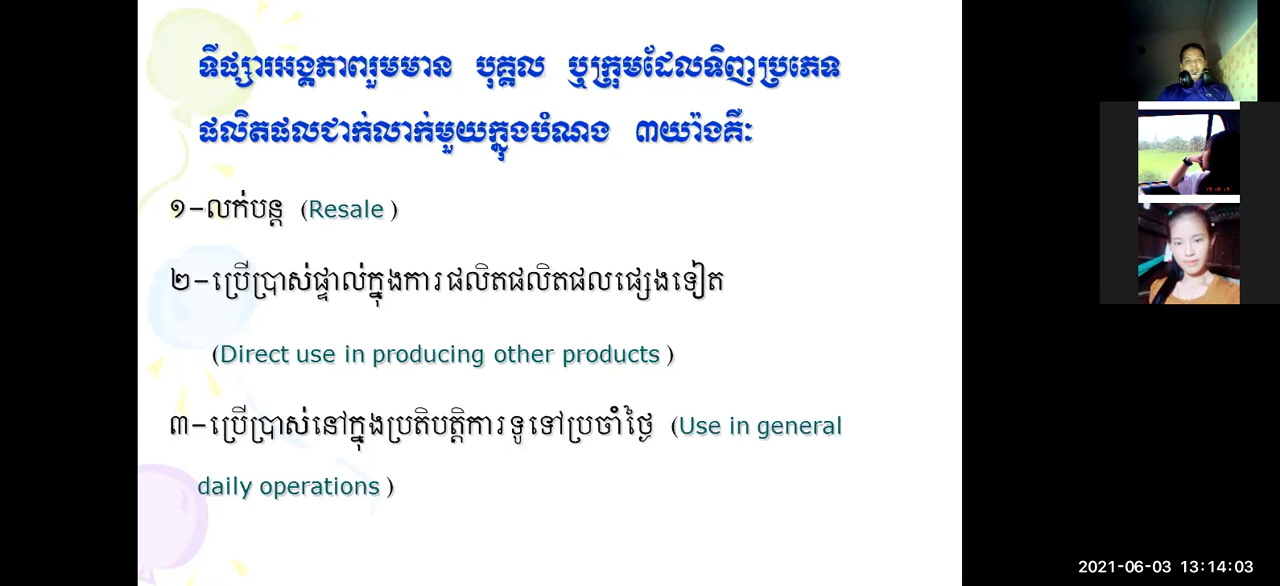 ទីផ្សារអង្គភាពរួមមាន បុគ្គល ឬក្រុមដែលទិញប្រភេទ
ផលិតផលជាក់លាក់មួយក្នុងបំណង ៣យ៉ាងគឺៈ
១-លក់បន្ត (Resale )
២-ប្រើប្រាស់ផ្ទាល់ក្នុងការផលិតផលិតផលផ្សេងទៀត
(Direct use in producing other products )
៣-ប្រើប្រាស់នៅក្នុងប្រតិបត្តិការទូទៅប្រចាំថ្ងៃ (Use in general
daily operations )
2021-06-03 13:14:03